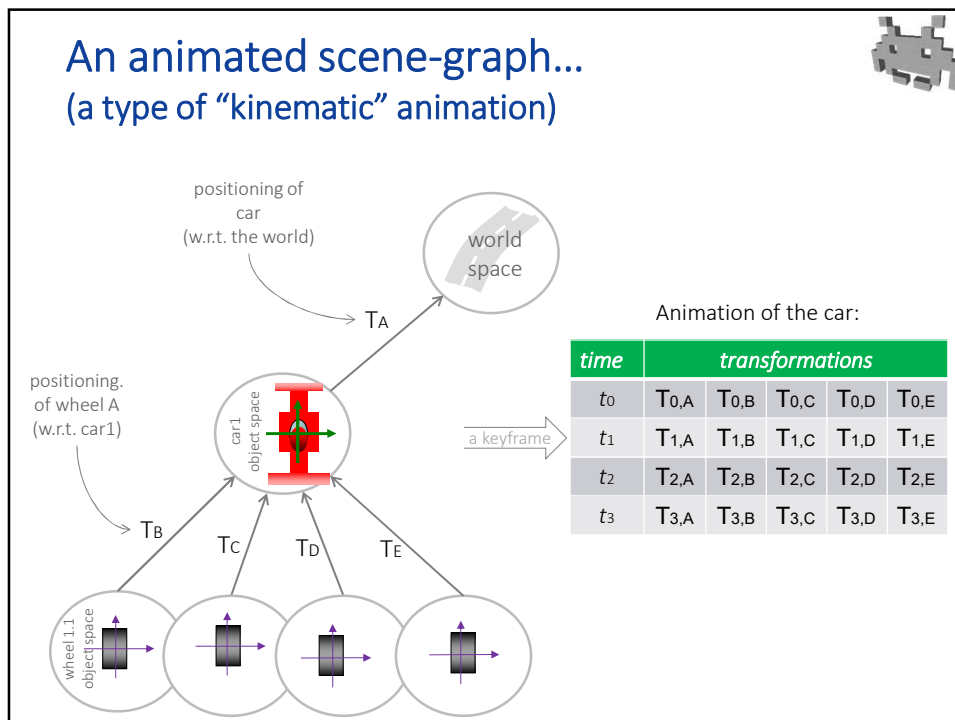 An animated scene-graph…
(a type of “kinematic” animation)
positioning of
car
(w.r.t. the world)
world
space
TA
positioning.
of wheel A
(w.r.t. car1)
car1
object space
TB
TC
TD
TE
wheel 1.1
object space
a keyframe
Animation of the car:
time transformations
t0 T0,A T0,B T0,C T0,D T0,E
t1 T1,A T1,B T1,C T1,D T1,E
t2 T2,A T2,B T2,C T2,D T2,E
t3 T3,A T3,B T3,C T3,D T3,E